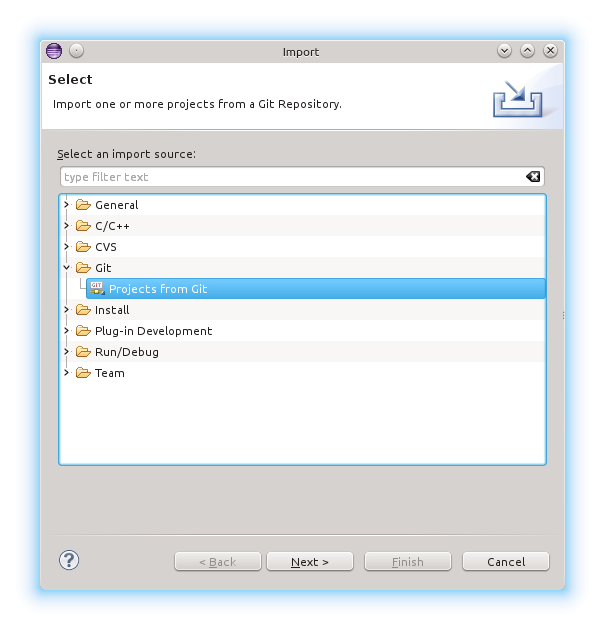 Import
Select
Import one or more projects from a Git Repository.
Select an import source:
type filter text
General
C/C++
CVS
Git
GIT Projects from Git
Install
Plug-in Development
Run/Debug
Team
? < Back Next > Finish Cancel